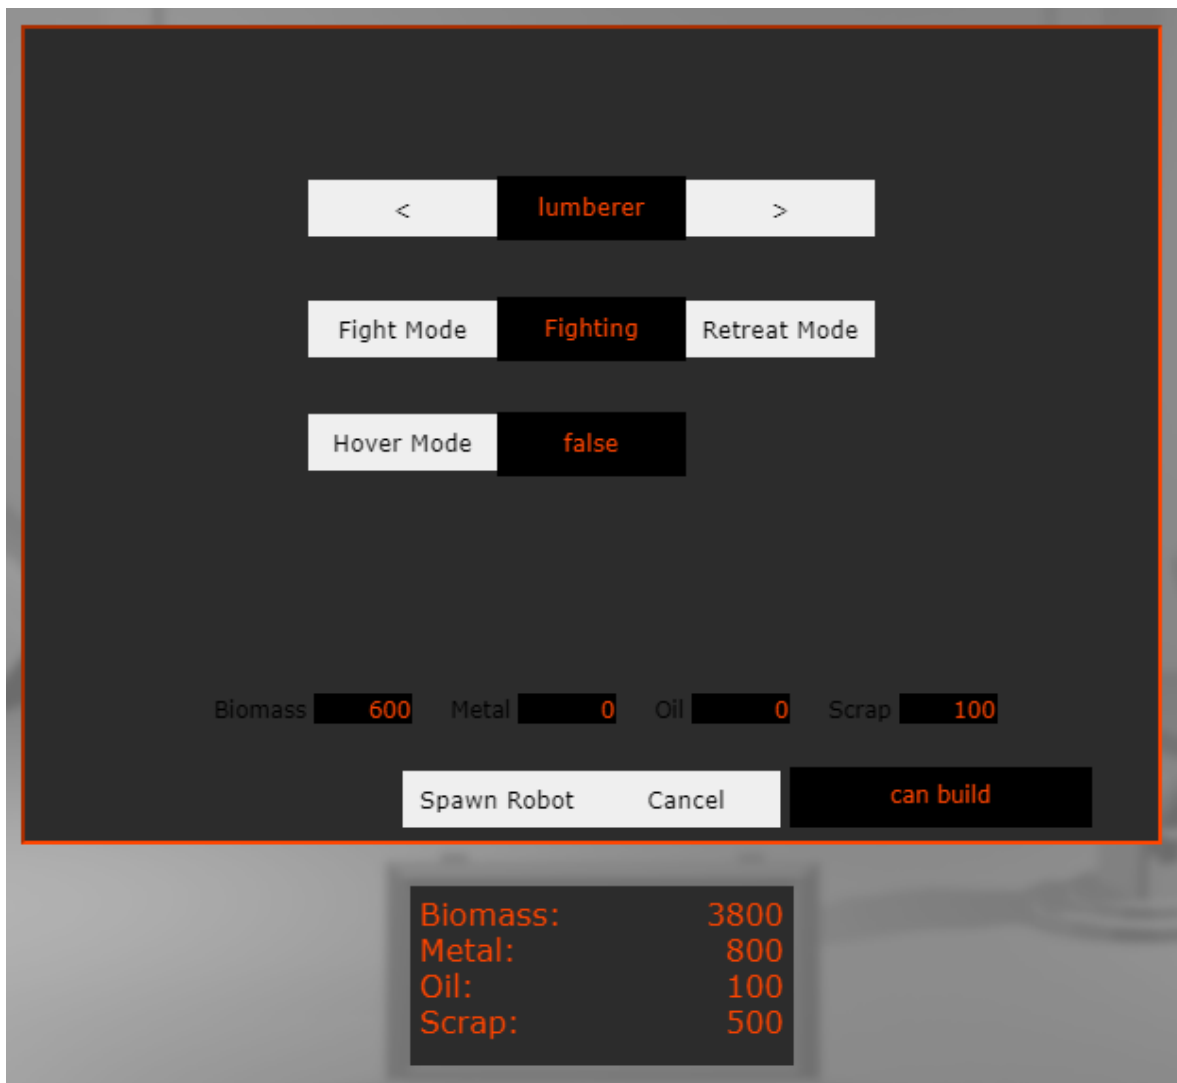 < lumberer >
Fight Mode Fighting Retreat Mode
Hover Mode false
Biomass 600 Metal 0 Oil 0 Scrap 100
Spawn Robot Cancel can build
Biomass: 3800
Metal: 800
Oil: 100
Scrap: 500